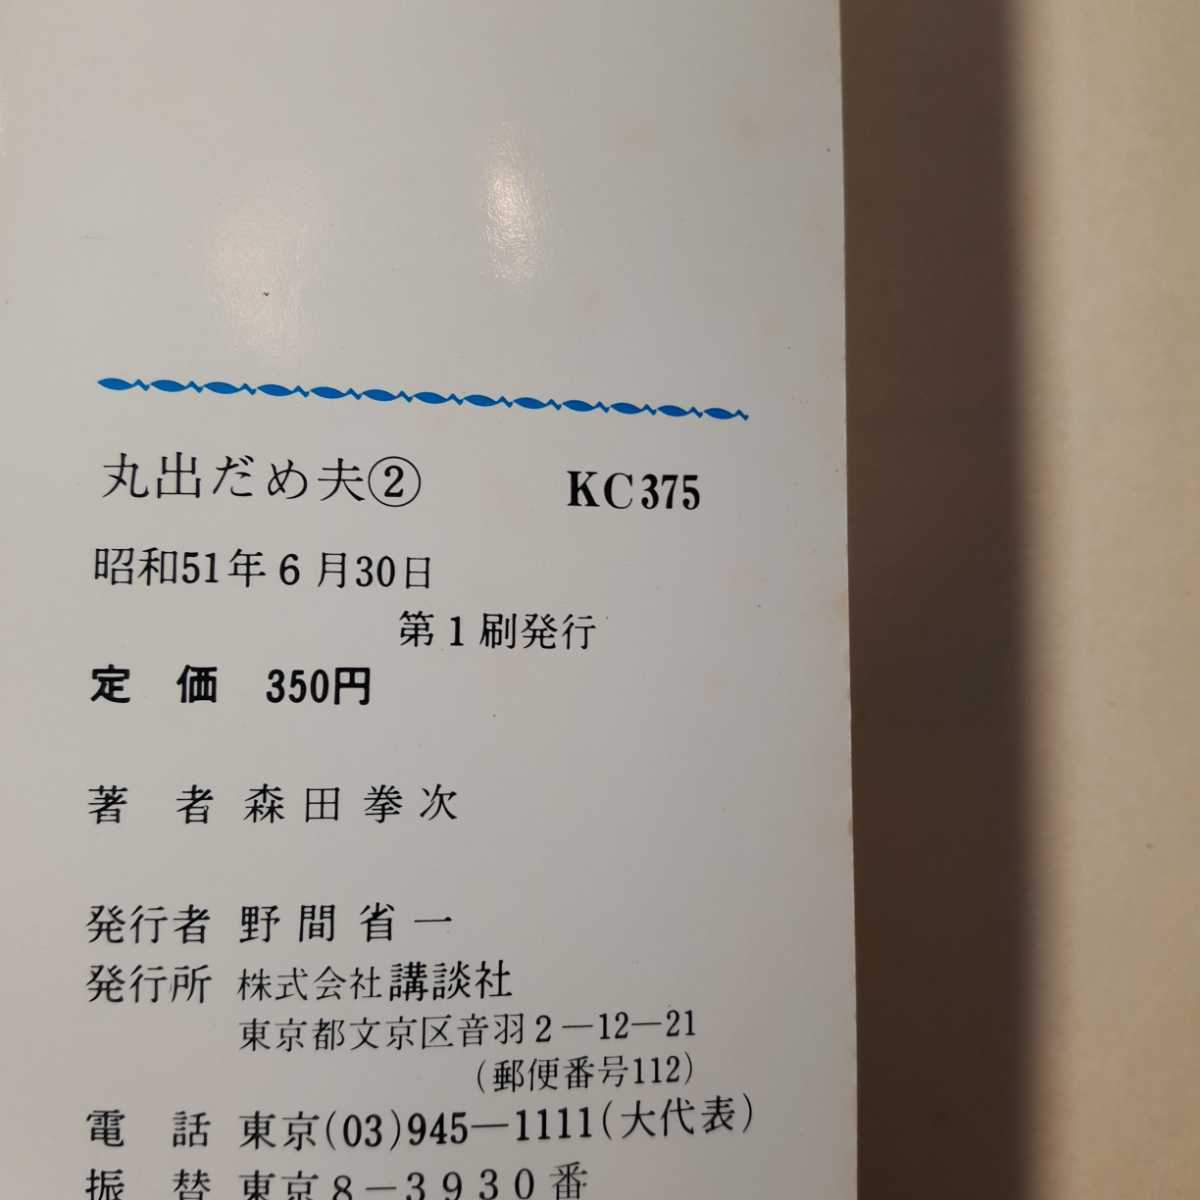 丸出だめ夫② KC375
昭和51年6月30日
第1刷発行
定価 350円
著者 森田拳次
発行者 野間省一
発行所 株式会社講談社
東京都文京区音羽2―12―21
(郵便番号112)
電話 東京(03)945―1111(大代表)
振替 東京8―3930番